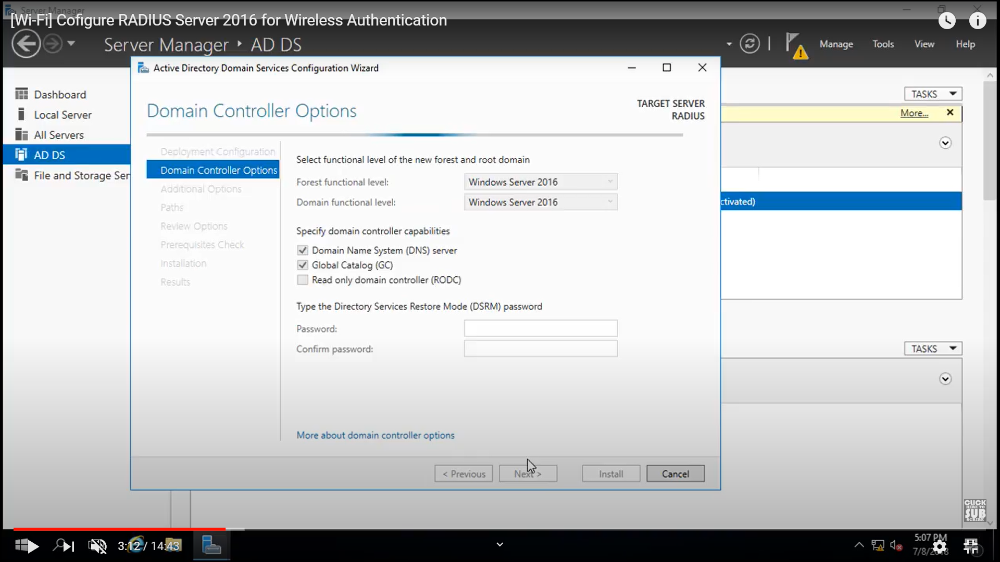 Server Manager
[Wi-Fi] Cofigure RADIUS Server 2016 for Wireless Authentication
Server Manager ‣ AD DS
Manage Tools View Help
Active Directory Domain Services Configuration Wizard
Domain Controller Options
TARGET SERVER
RADIUS
Dashboard
Local Server
All Servers
AD DS
File and Storage Ser
Deployment Configuration
Domain Controller Options
Additional Options
Paths
Review Options
Prerequisites Check
Installation
Results
Select functional level of the new forest and root domain
Forest functional level: Windows Server 2016
Domain functional level: Windows Server 2016
Specify domain controller capabilities
Domain Name System (DNS) server
Global Catalog (GC)
Read only domain controller (RODC)
Type the Directory Services Restore Mode (DSRM) password
Password:
Confirm password:
More about domain controller options
< Previous Next > Install Cancel
TASKS
More...
ctivated)
TASKS
CLICK
HERE TO
SUB
SCRIBE
3:12 / 14:43
5:07 PM